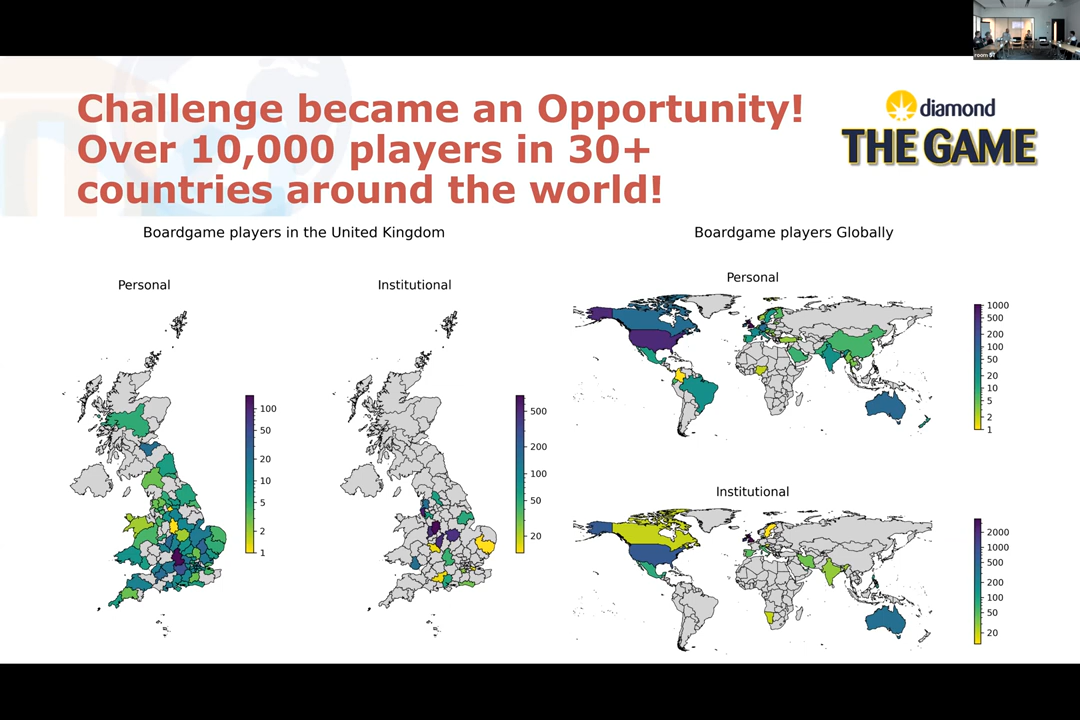 Challenge became an Opportunity!
Over 10,000 players in 30+
countries around the world!
diamond
THE GAME
Boardgame players in the United Kingdom
Personal
Institutional
100
50
20
10
5
2
1
500
200
100
50
20
Boardgame players Globally
Personal
1000
500
200
100
50
20
10
5
2
1
Institutional
2000
1000
500
200
100
50
20